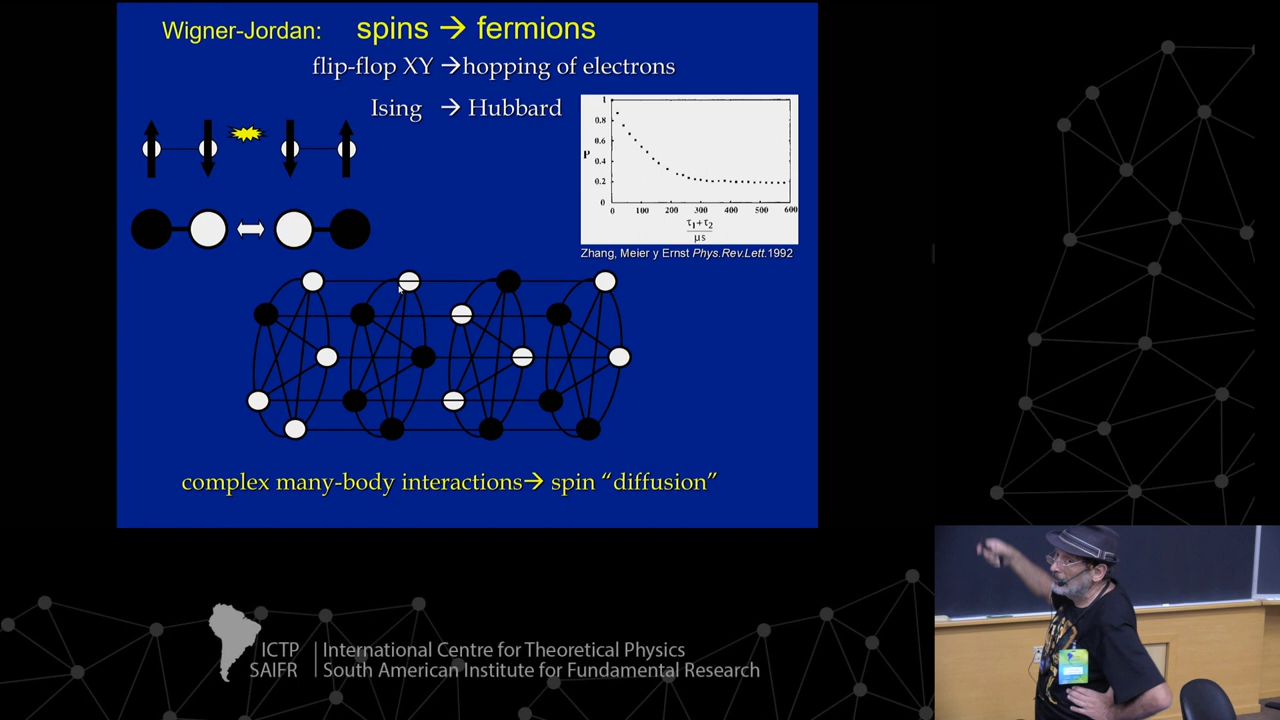 Wigner-Jordan: spins → fermions
flip-flop XY →hopping of electrons
Ising → Hubbard
1
0.8
0.6
P
0.4
0.2
0
0 100 200 300 400 500 600
τ₁+τ₂
μs
Zhang, Meier y Ernst Phys.Rev.Lett.1992
complex many-body interactions→ spin “diffusion”
ICTP
SAIFR
International Centre for Theoretical Physics
South American Institute for Fundamental Research